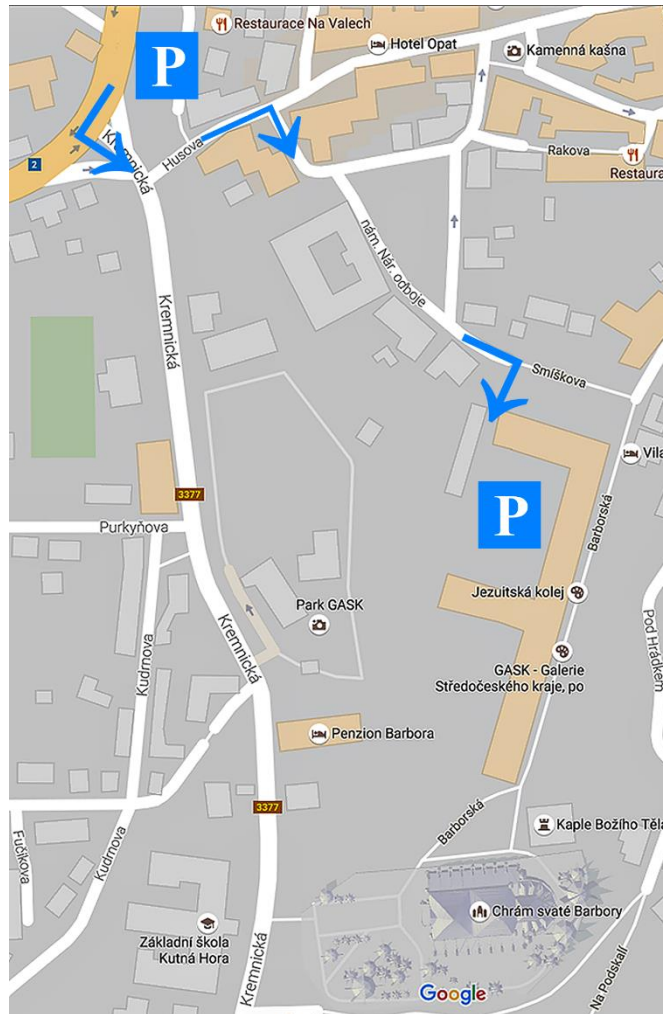 Restaurace Na Valech
P
Hotel Opat
Kamenná kašna
Kremnická
Husova
Rakova
Restaura
2
nám. Nár. odboje
Kremnická
Smíškova
Vila
3377
P
Purkyňova
Barborská
Jezuitská kolej
Park GASK
Kremnická
Kudrnova
Pod Hrádkem
GASK - Galerie
Středočeského kraje, po
Penzion Barbora
3377
Barborská
Kaple Božího Těla
Fučíkova
Kudrnova
Chrám svaté Barbory
Základní škola
Kutná Hora
Kremnická
Na Podskalí
Google